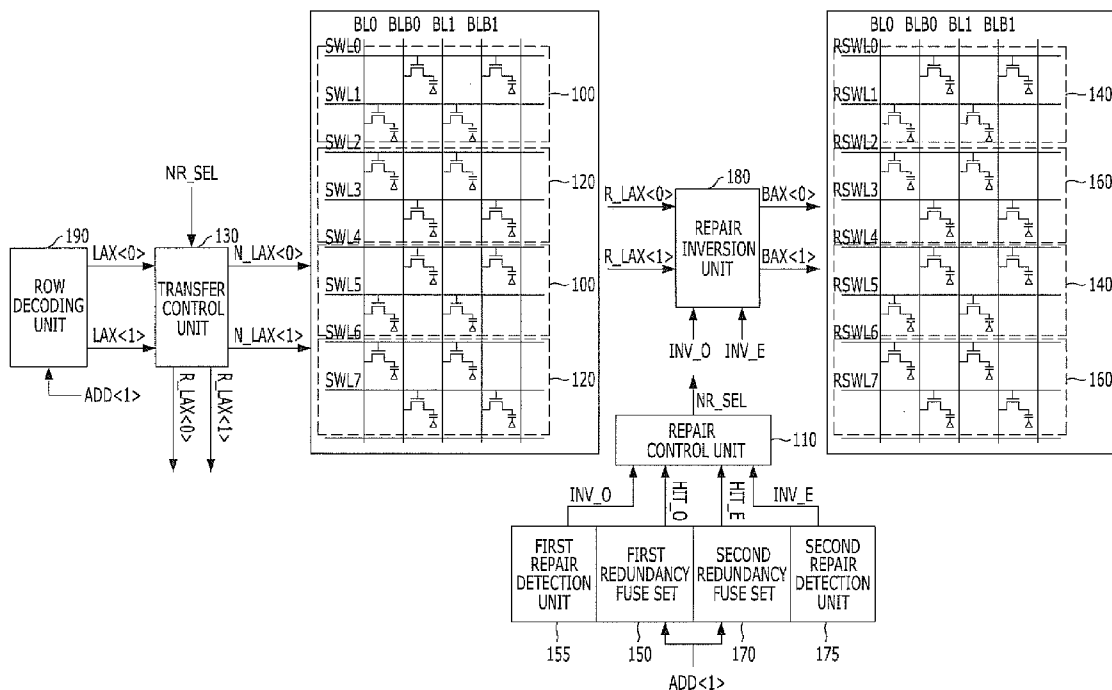 BL0 BLB0 BL1 BLB1
SWL0
SWL1
SWL2
SWL3
SWL4
SWL5
SWL6
SWL7
100
120
100
120
NR_SEL
190
ROW
DECODING
UNIT
LAX<0>
LAX<1>
ADD<1>
130
TRANSFER
CONTROL
UNIT
N_LAX<0>
N_LAX<1>
R_LAX<0>
R_LAX<1>
R_LAX<0>
R_LAX<1>
180
REPAIR
INVERSION
UNIT
BAX<0>
BAX<1>
INV_O
INV_E
NR_SEL
REPAIR
CONTROL UNIT
110
INV_O
HIT_O
HIT_E
INV_E
FIRST
REPAIR
DETECTION
UNIT
FIRST
REDUNDANCY
FUSE SET
SECOND
REDUNDANCY
FUSE SET
SECOND
REPAIR
DETECTION
UNIT
155
150
170
175
ADD<1>
BL0 BLB0 BL1 BLB1
RSWL0
RSWL1
RSWL2
RSWL3
RSWL4
RSWL5
RSWL6
RSWL7
140
160
140
160